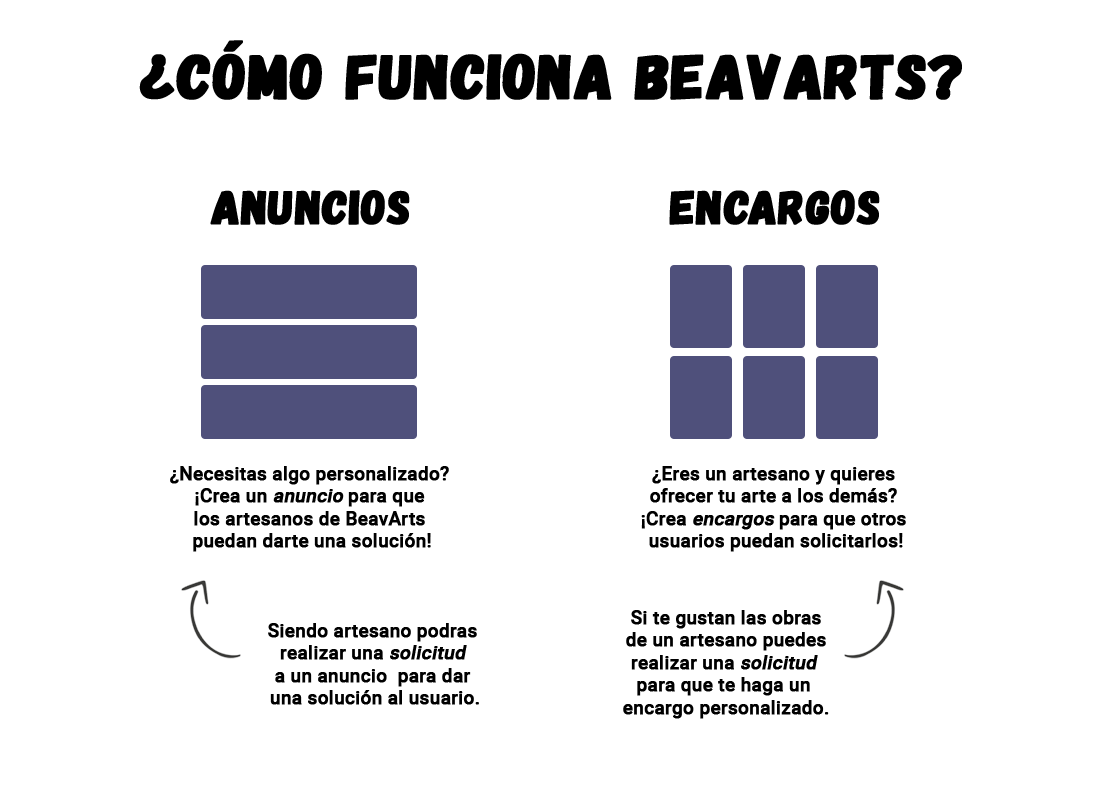 ¿CÓMO FUNCIONA BEAVARTS?
ANUNCIOS
¿Necesitas algo personalizado?
¡Crea un anuncio para que
los artesanos de BeavArts
puedan darte una solución!
Siendo artesano podras
realizar una solicitud
a un anuncio para dar
una solución al usuario.
ENCARGOS
¿Eres un artesano y quieres
ofrecer tu arte a los demás?
¡Crea encargos para que otros
usuarios puedan solicitarlos!
Si te gustan las obras
de un artesano puedes
realizar una solicitud
para que te haga un
encargo personalizado.